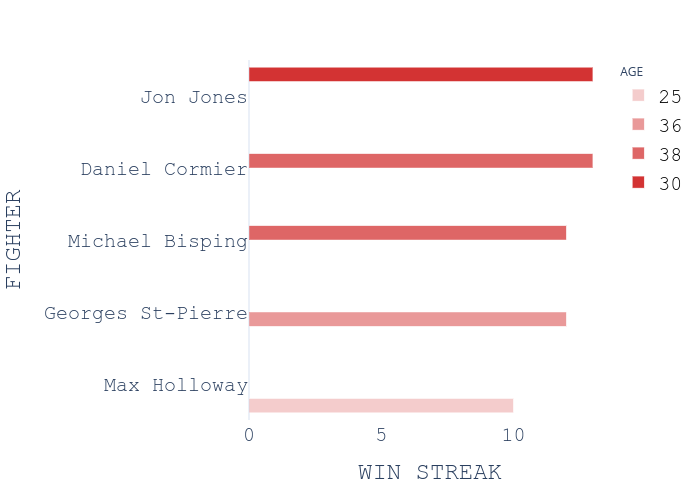 AGE
25
36
38
30
Jon Jones
Daniel Cormier
Michael Bisping
Georges St-Pierre
Max Holloway
FIGHTER
0 5 10
WIN STREAK